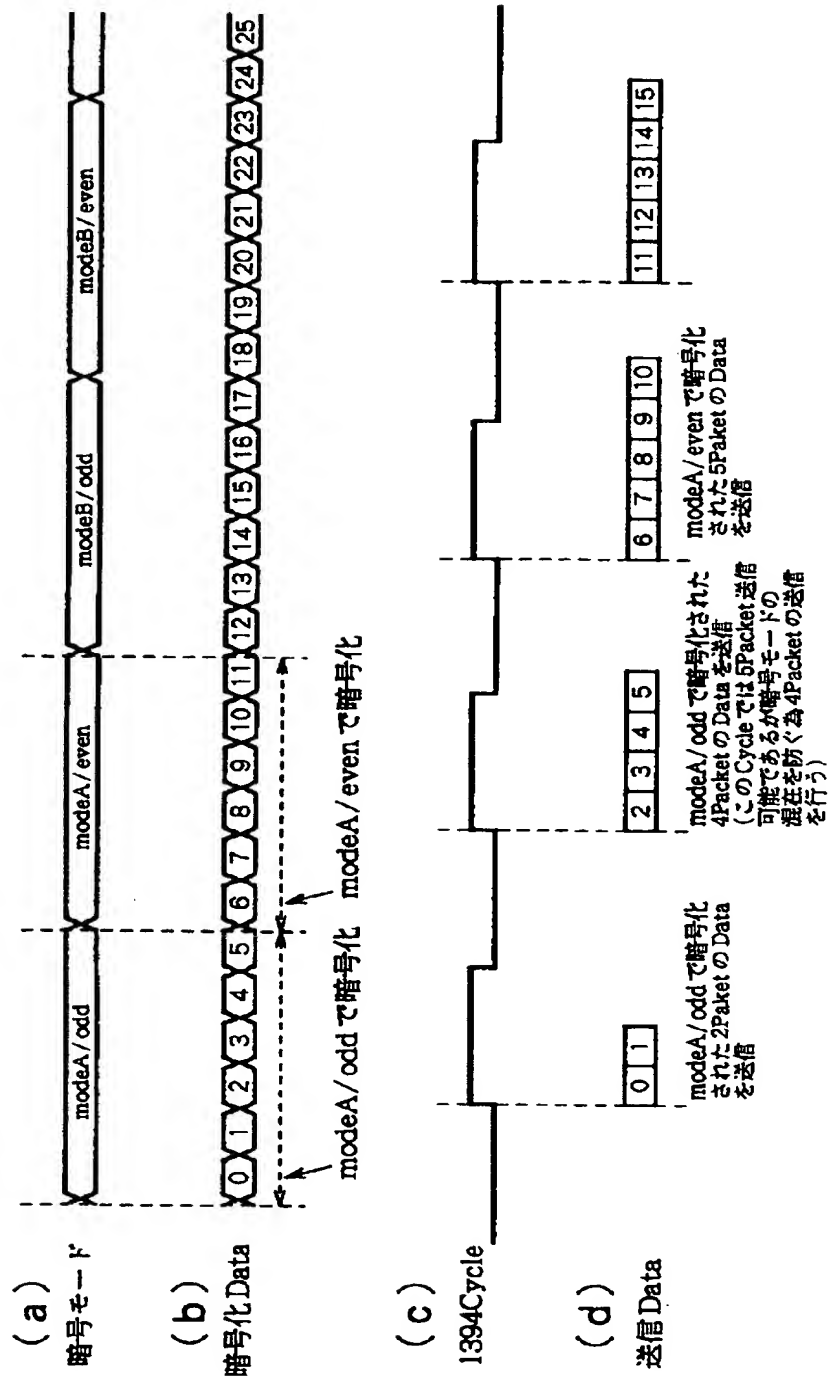 (a)
暗号モード
modeA/odd
modeA/even
modeB/odd
modeB/even
(b)
暗号化Data
0 1 2 3 4 5 6 7 8 9 10 11 12 13 14 15 16 17 18 19 20 21 22 23 24 25
modeA/oddで暗号化
modeA/evenで暗号化
(c)
1394Cycle
(d)
送信Data
0 1
2 3 4 5
6 7 8 9 10
11 12 13 14 15
modeA/oddで暗号化
された2PaketのData
を送信
modeA/oddで暗号化された
4PacketのDataを送信
(このCycleでは5Packet送信
可能であるが暗号モードの
混在を防ぐ為4Packetの送信
を行う)
modeA/evenで暗号化
された5PaketのData
を送信